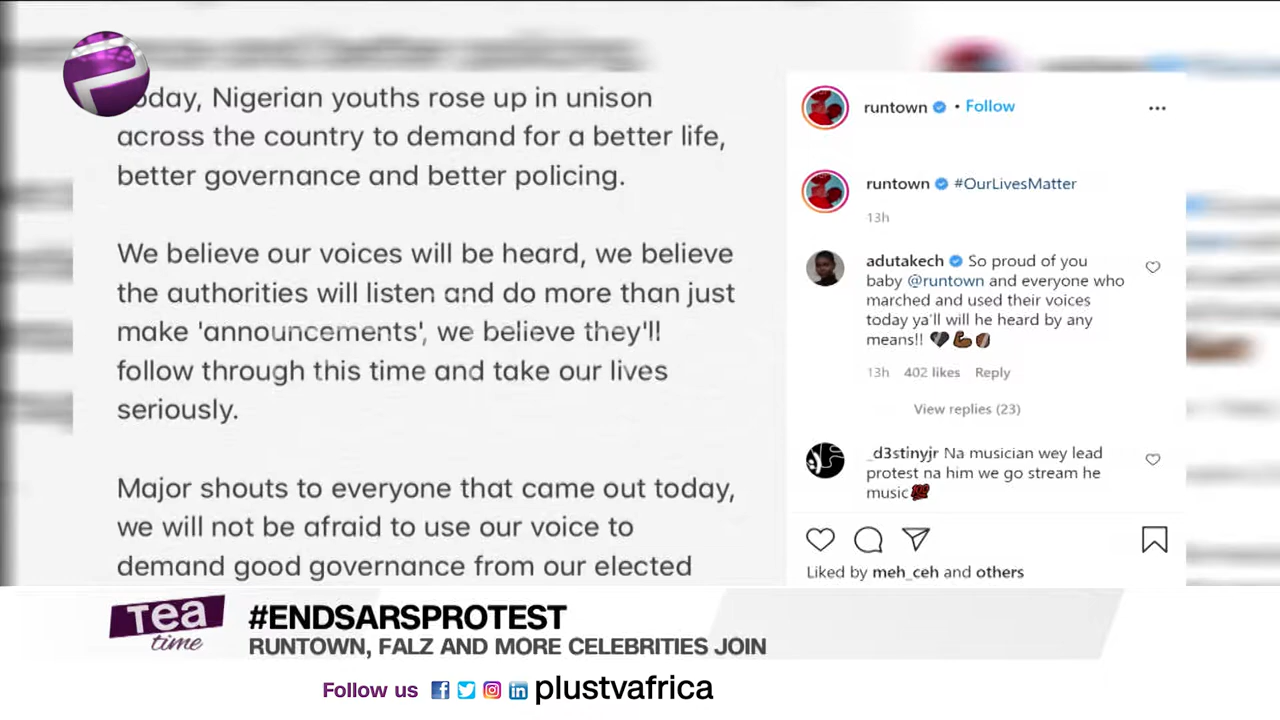 oday, Nigerian youths rose up in unison
across the country to demand for a better life,
better governance and better policing.
We believe our voices will be heard, we believe
the authorities will listen and do more than just
make 'announcements', we believe they'll
follow through this time and take our lives
seriously.
Major shouts to everyone that came out today,
we will not be afraid to use our voice to
demand good governance from our elected
runtown • Follow
runtown #OurLivesMatter
13h
adutakech So proud of you
baby @runtown and everyone who
marched and used their voices
today ya'll will he heard by any
means!! 🖤💪🏾🤚🏾
13h 402 likes Reply
View replies (23)
_d3stinyjr Na musician wey lead
protest na him we go stream he
music💯
Liked by meh_ceh and others
Tea
time
#ENDSARSPROTEST
RUNTOWN, FALZ AND MORE CELEBRITIES JOIN
Follow us plustvafrica